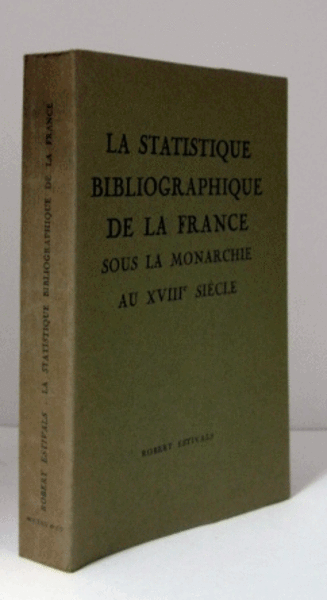 LA STATISTIQUE
BIBLIOGRAPHIQUE
DE LA FRANCE
SOUS LA MONARCHIE
AU XVIIIe SIÈCLE
ROBERT ESTIVALS
ROBERT ESTIVALS LA STATISTIQUE BIBLIOGRAPHIQUE DE LA FRANCE